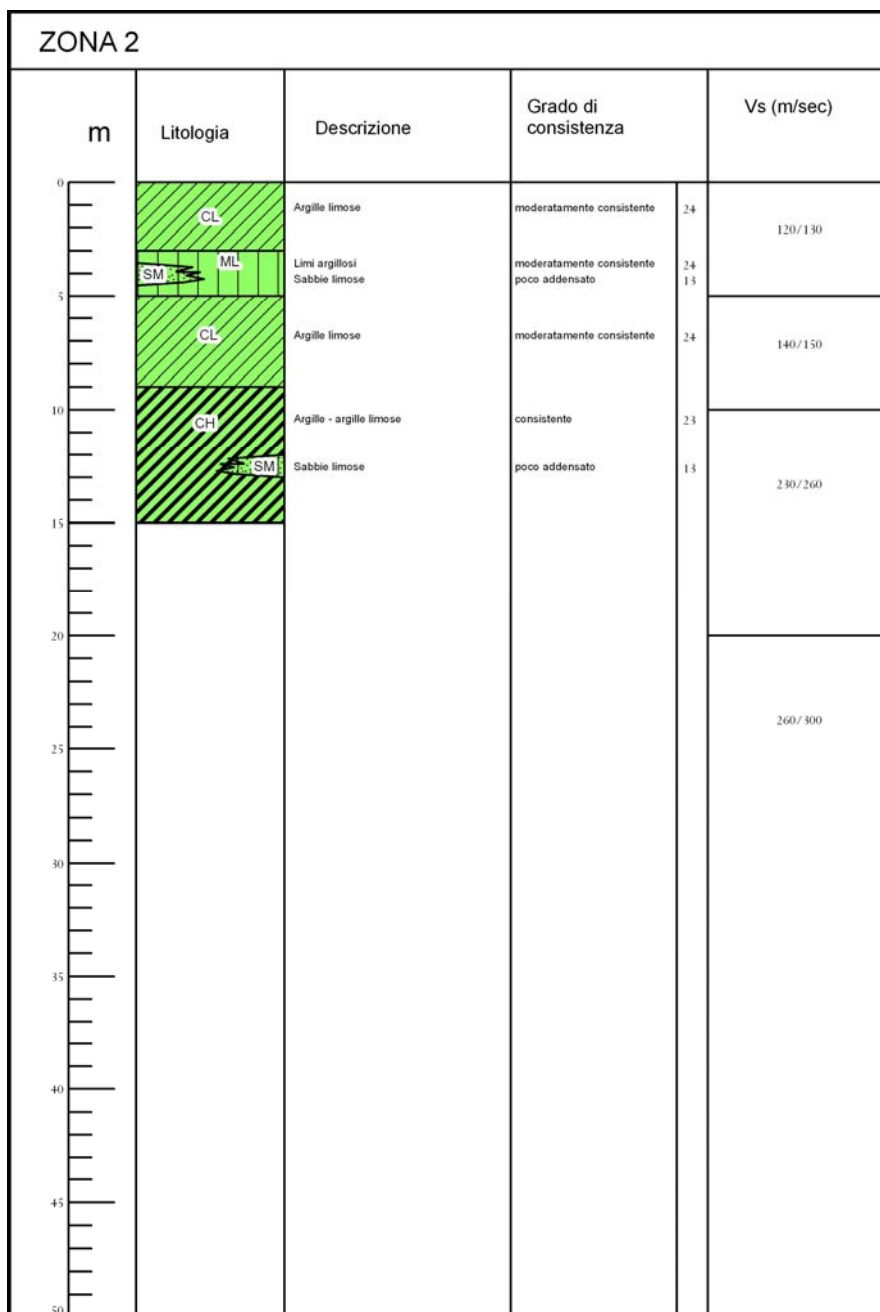 ZONA 2
m
Litologia
Descrizione
Grado di
consistenza
Vs (m/sec)
0
CL
Argille limose
moderatamente consistente
24
120/130
ML
Limi argillosi
moderatamente consistente
24
SM
Sabbie limose
poco addensato
13
5
CL
Argille limose
moderatamente consistente
24
140/150
10
CH
Argille - argille limose
consistente
23
SM
Sabbie limose
poco addensato
13
230/260
15
20
260/300
25
30
35
40
45
50